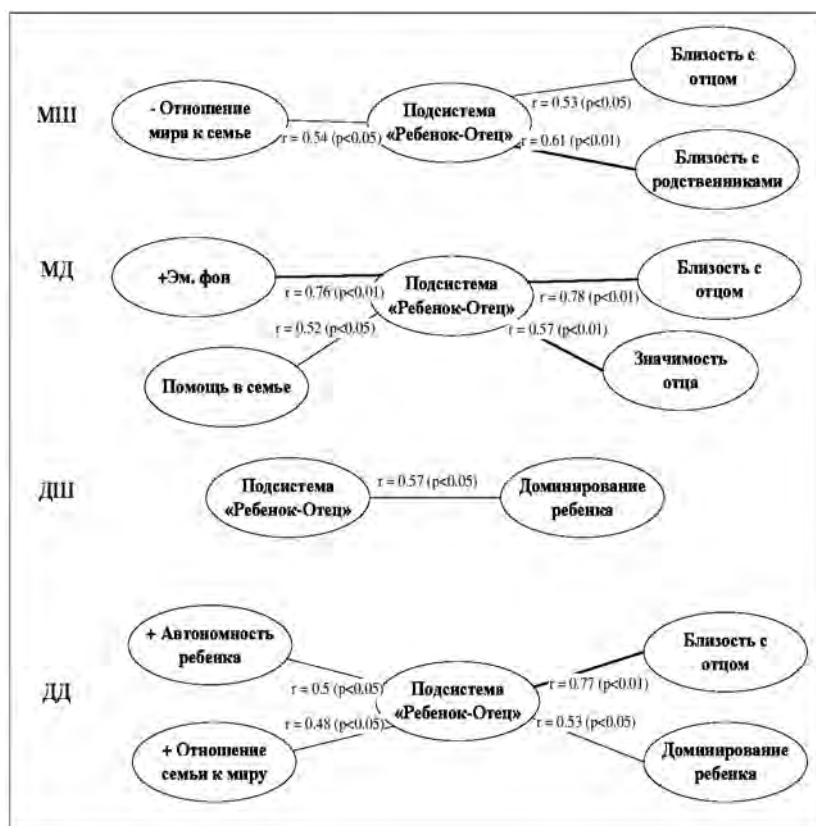 МШ
- Отношение
мира к семье
r = 0.54 (p<0.05)
Подсистема
«Ребенок-Отец»
r = 0.53 (p<0.05)
Близость с
отцом
r = 0.61 (p<0.01)
Близость с
родственниками
МД
+Эм. фон
r = 0.76 (p<0.01)
r = 0.52 (p<0.05)
Помощь в семье
Подсистема
«Ребенок-Отец»
r = 0.78 (p<0.01)
Близость с
отцом
r = 0.57 (p<0.01)
Значимость
отца
ДШ
Подсистема
«Ребенок-Отец»
r = 0.57 (p<0.05)
Доминирование
ребенка
ДД
+ Автономность
ребенка
r = 0.5 (p<0.05)
+ Отношение
семьи к миру
r = 0.48 (p<0.05)
Подсистема
«Ребенок-Отец»
r = 0.77 (p<0.01)
Близость с
отцом
r = 0.53 (p<0.05)
Доминирование
ребенка